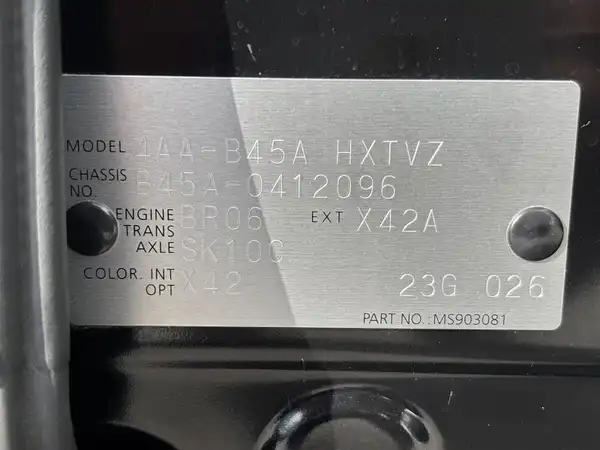 MODEL 4AA-B45A HXTVZ
CHASSIS NO. B45A-0412096
ENGINE BR06 EXT X42A
TRANS AXLE SK10C
COLOR. INT X42
OPT 23G 026
PART NO.:MS903081